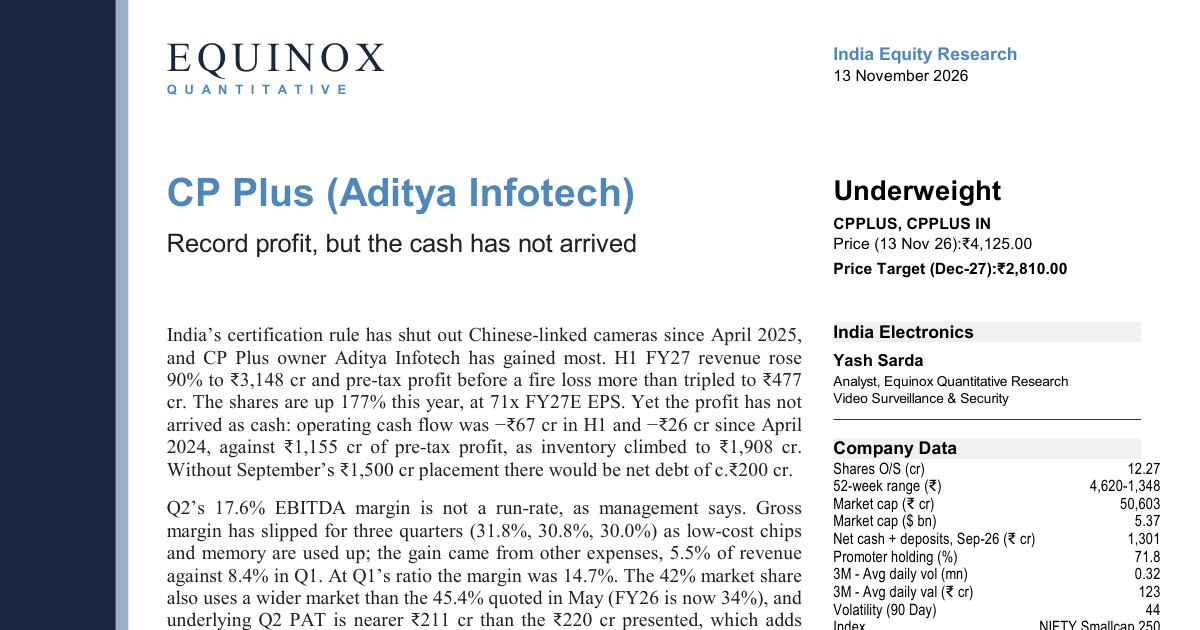 EQUINOX
QUANTITATIVE
India Equity Research
13 November 2026
CP Plus (Aditya Infotech)
Record profit, but the cash has not arrived
Underweight
CPPLUS, CPPLUS IN
Price (13 Nov 26):₹4,125.00
Price Target (Dec-27):₹2,810.00
India's certification rule has shut out Chinese-linked cameras since April 2025,
and CP Plus owner Aditya Infotech has gained most. H1 FY27 revenue rose
90% to ₹3,148 cr and pre-tax profit before a fire loss more than tripled to ₹477
cr. The shares are up 177% this year, at 71x FY27E EPS. Yet the profit has not
arrived as cash: operating cash flow was −₹67 cr in H1 and −₹26 cr since April
2024, against ₹1,155 cr of pre-tax profit, as inventory climbed to ₹1,908 cr.
Without September's ₹1,500 cr placement there would be net debt of c.₹200 cr.
Q2's 17.6% EBITDA margin is not a run-rate, as management says. Gross
margin has slipped for three quarters (31.8%, 30.8%, 30.0%) as low-cost chips
and memory are used up; the gain came from other expenses, 5.5% of revenue
against 8.4% in Q1. At Q1's ratio the margin was 14.7%. The 42% market share
also uses a wider market than the 45.4% quoted in May (FY26 is now 34%), and
underlying Q2 PAT is nearer ₹211 cr than the ₹220 cr presented, which adds
India Electronics
Yash Sarda
Analyst, Equinox Quantitative Research
Video Surveillance & Security
Company Data
Shares O/S (cr) 12.27
52-week range (₹) 4,620-1,348
Market cap (₹ cr) 50,603
Market cap ($ bn) 5.37
Net cash + deposits, Sep-26 (₹ cr) 1,301
Promoter holding (%) 71.8
3M - Avg daily vol (mn) 0.32
3M - Avg daily val (₹ cr) 123
Volatility (90 Day) 44
Index NIFTY Smallcap 250